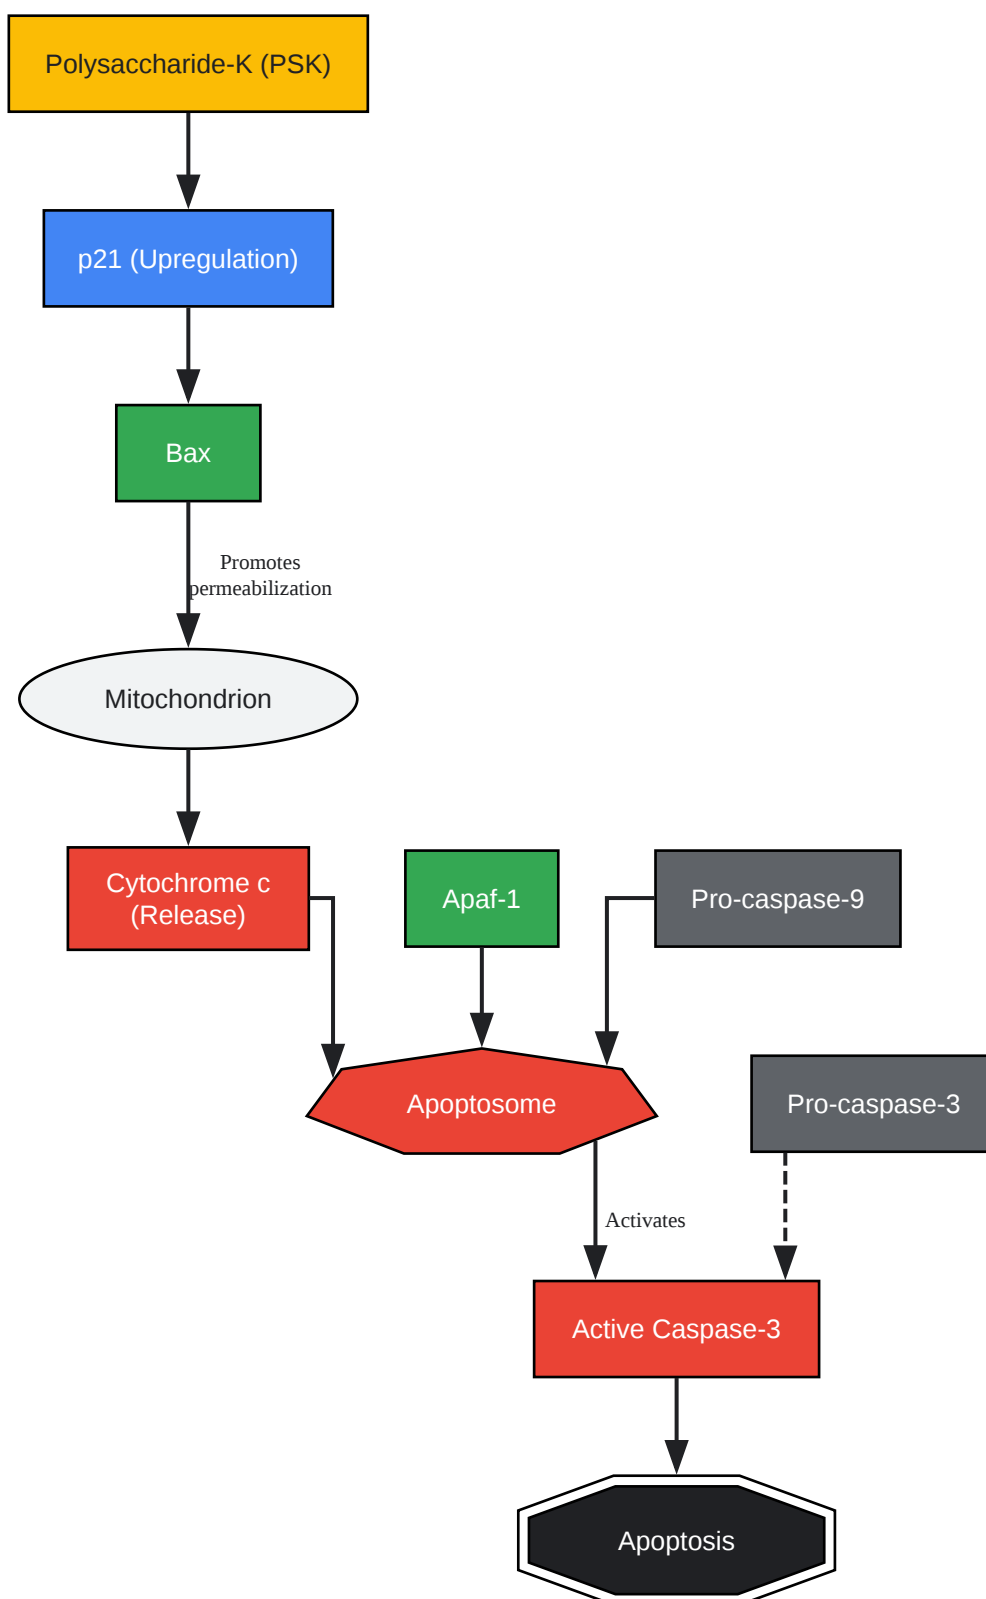 Polysaccharide-K (PSK)
p21 (Upregulation)
Bax
Promotes
permeabilization
Mitochondrion
Cytochrome c
(Release)
Apaf-1
Pro-caspase-9
Apoptosome
Pro-caspase-3
Activates
Active Caspase-3
Apoptosis